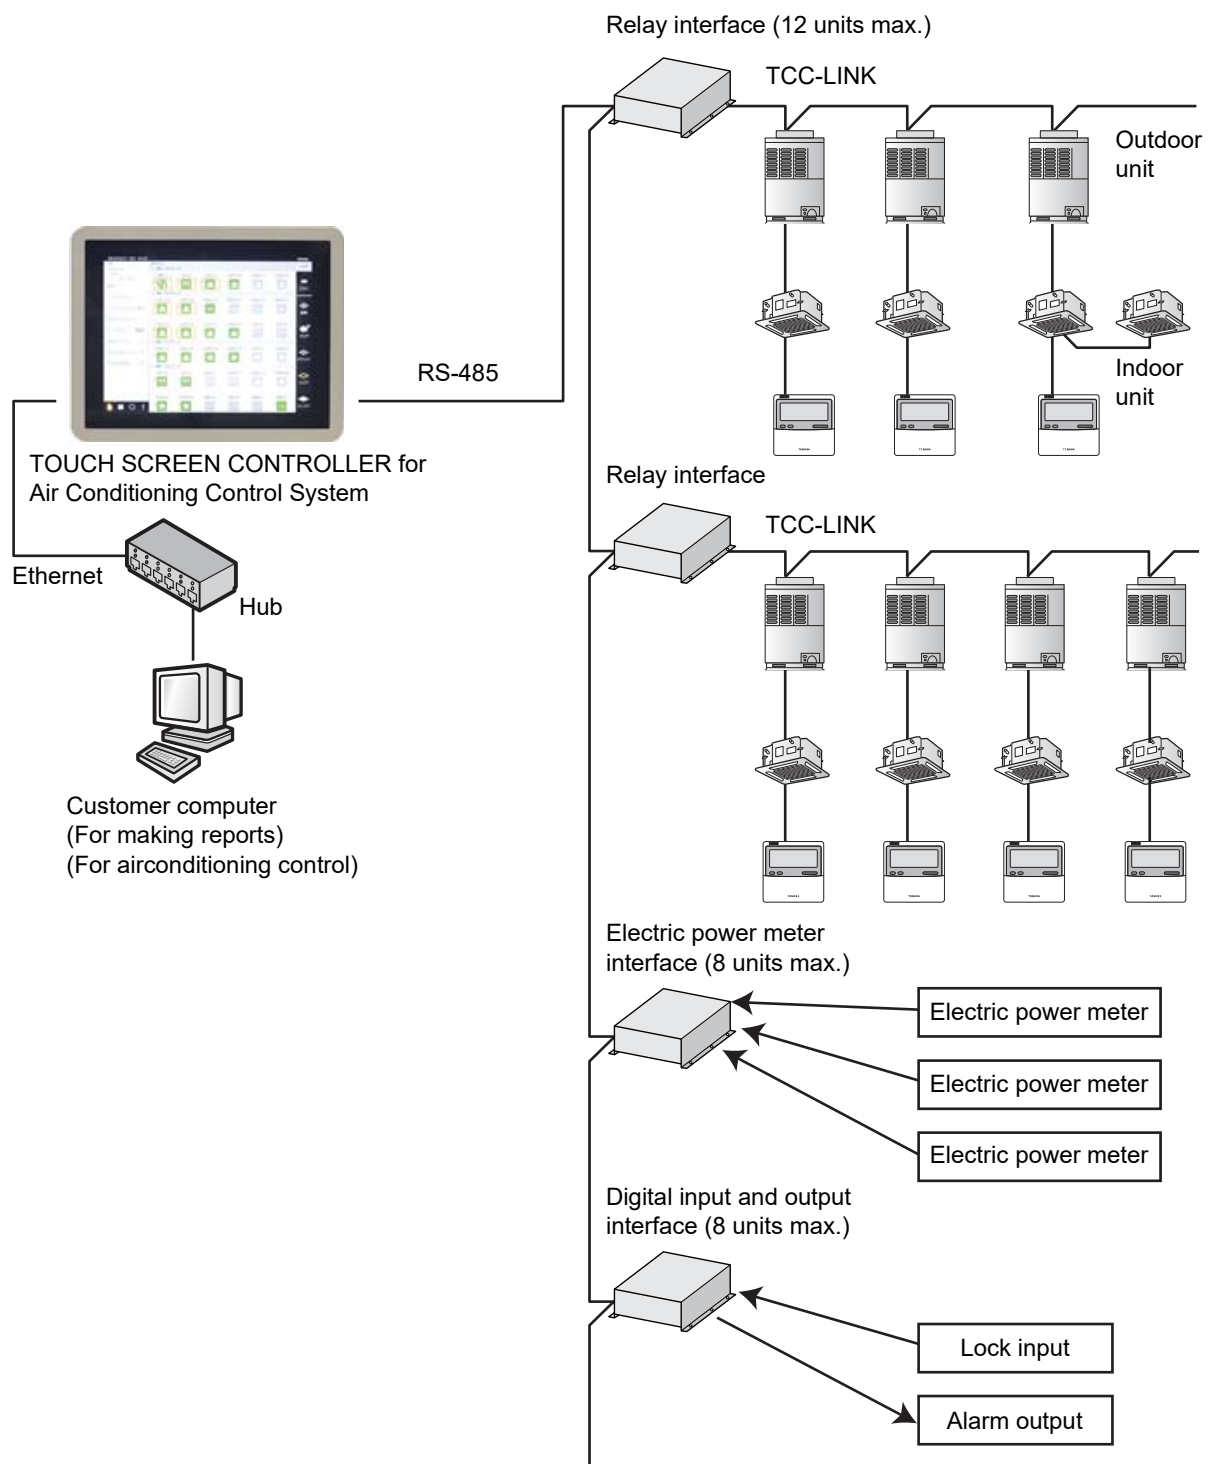 Relay interface (12 units max.)
TCC-LINK
Outdoor
unit
RS-485
Indoor
unit
TOUCH SCREEN CONTROLLER for
Air Conditioning Control System
Relay interface
TCC-LINK
Ethernet
Hub
Customer computer
(For making reports)
(For airconditioning control)
Electric power meter
interface (8 units max.)
Electric power meter
Electric power meter
Electric power meter
Digital input and output
interface (8 units max.)
Lock input
Alarm output